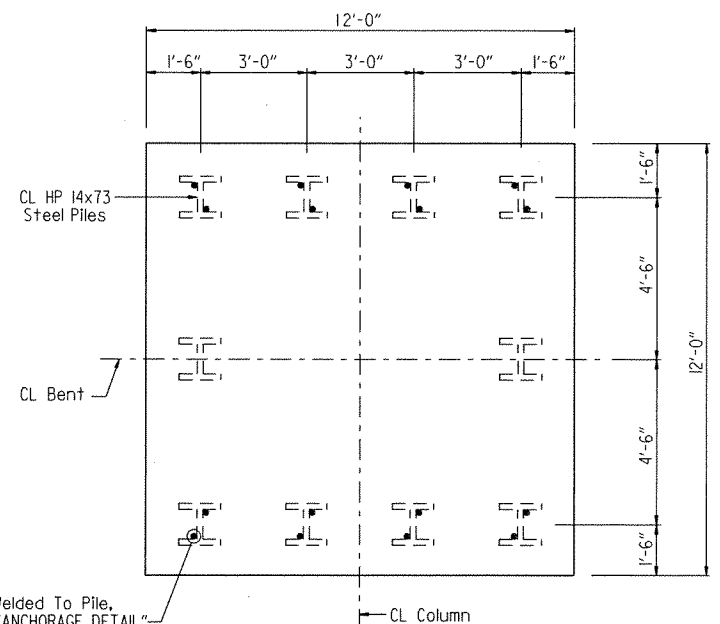 12'-0"
1'-6" 3'-0" 3'-0" 3'-0" 1'-6"
CL HP 14x73
Steel Piles
1'-6"
4'-6"
12'-0"
CL Bent
4'-6"
1'-6"
Welded To Pile,
"ANCHORAGE DETAIL"
CL Column